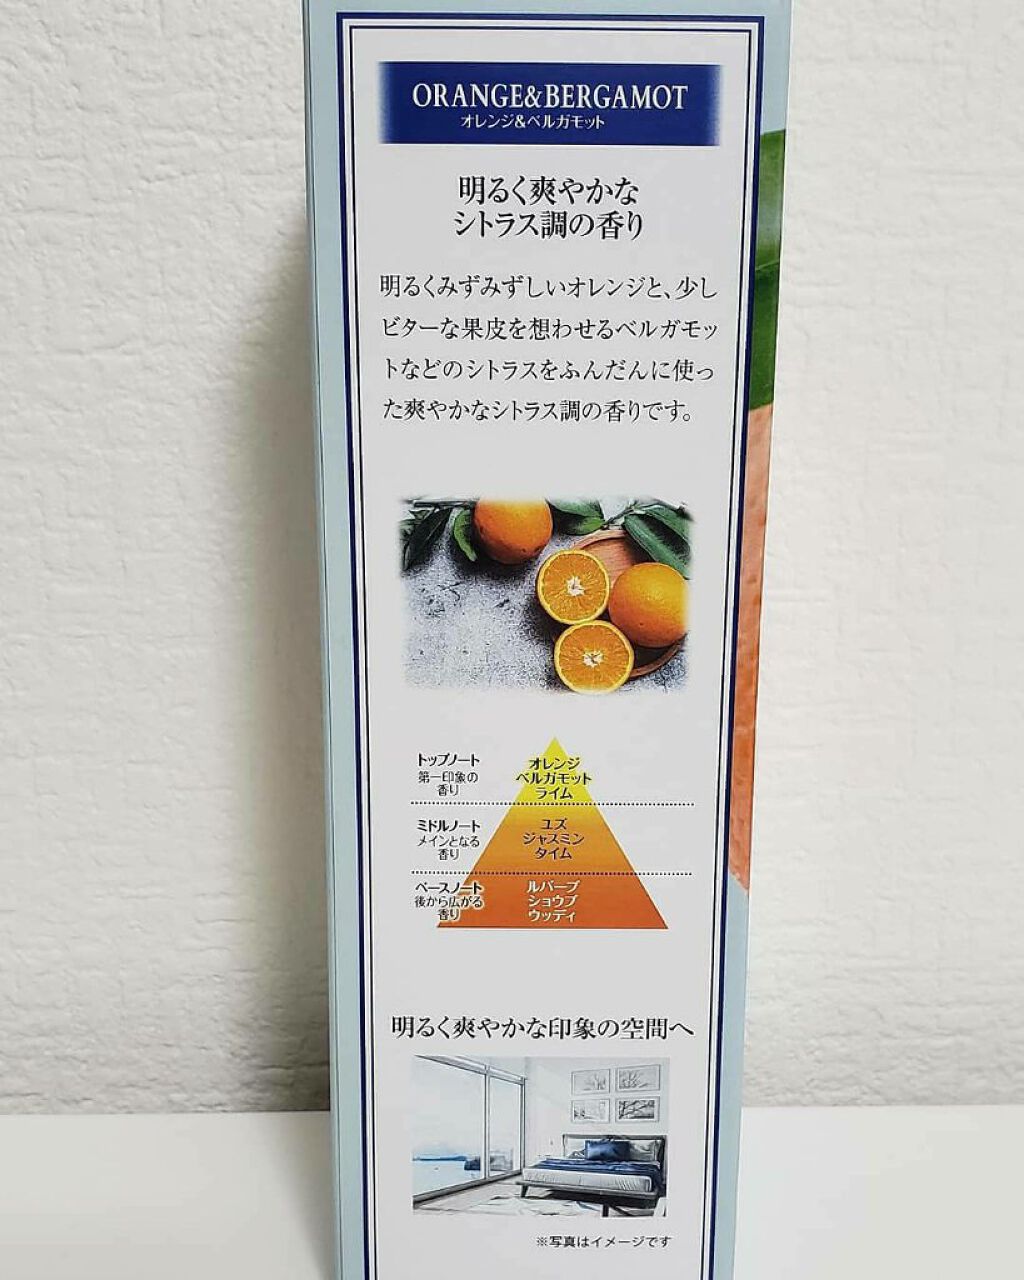 ORANGE&BERGAMOT
オレンジ&ベルガモット
明るく爽やかな
シトラス調の香り
明るくみずみずしいオレンジと、少し
ビターな果皮を想わせるベルガモッ
トなどのシトラスをふんだんに使っ
た爽やかなシトラス調の香りです。
トップノート
第一印象の
香り
オレンジ
ベルガモット
ライム
ミドルノート
メインとなる
香り
ユズ
ジャスミン
タイム
ベースノート
後から広がる
香り
ルバーブ
ショウブ
ウッディ
明るく爽やかな印象の空間へ
※写真はイメージです